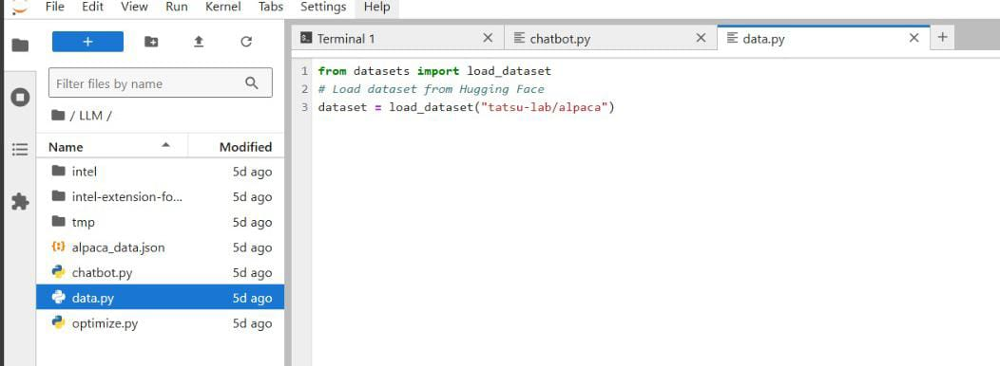 File Edit View Run Kernel Tabs Settings Help
+
Filter files by name
/ LLM /
Name Modified
intel 5d ago
intel-extension-fo... 5d ago
tmp 5d ago
alpaca_data.json 5d ago
chatbot.py 5d ago
data.py 5d ago
optimize.py 5d ago
Terminal 1 chatbot.py data.py +
1 from datasets import load_dataset
2 # Load dataset from Hugging Face
3 dataset = load_dataset("tatsu-lab/alpaca")